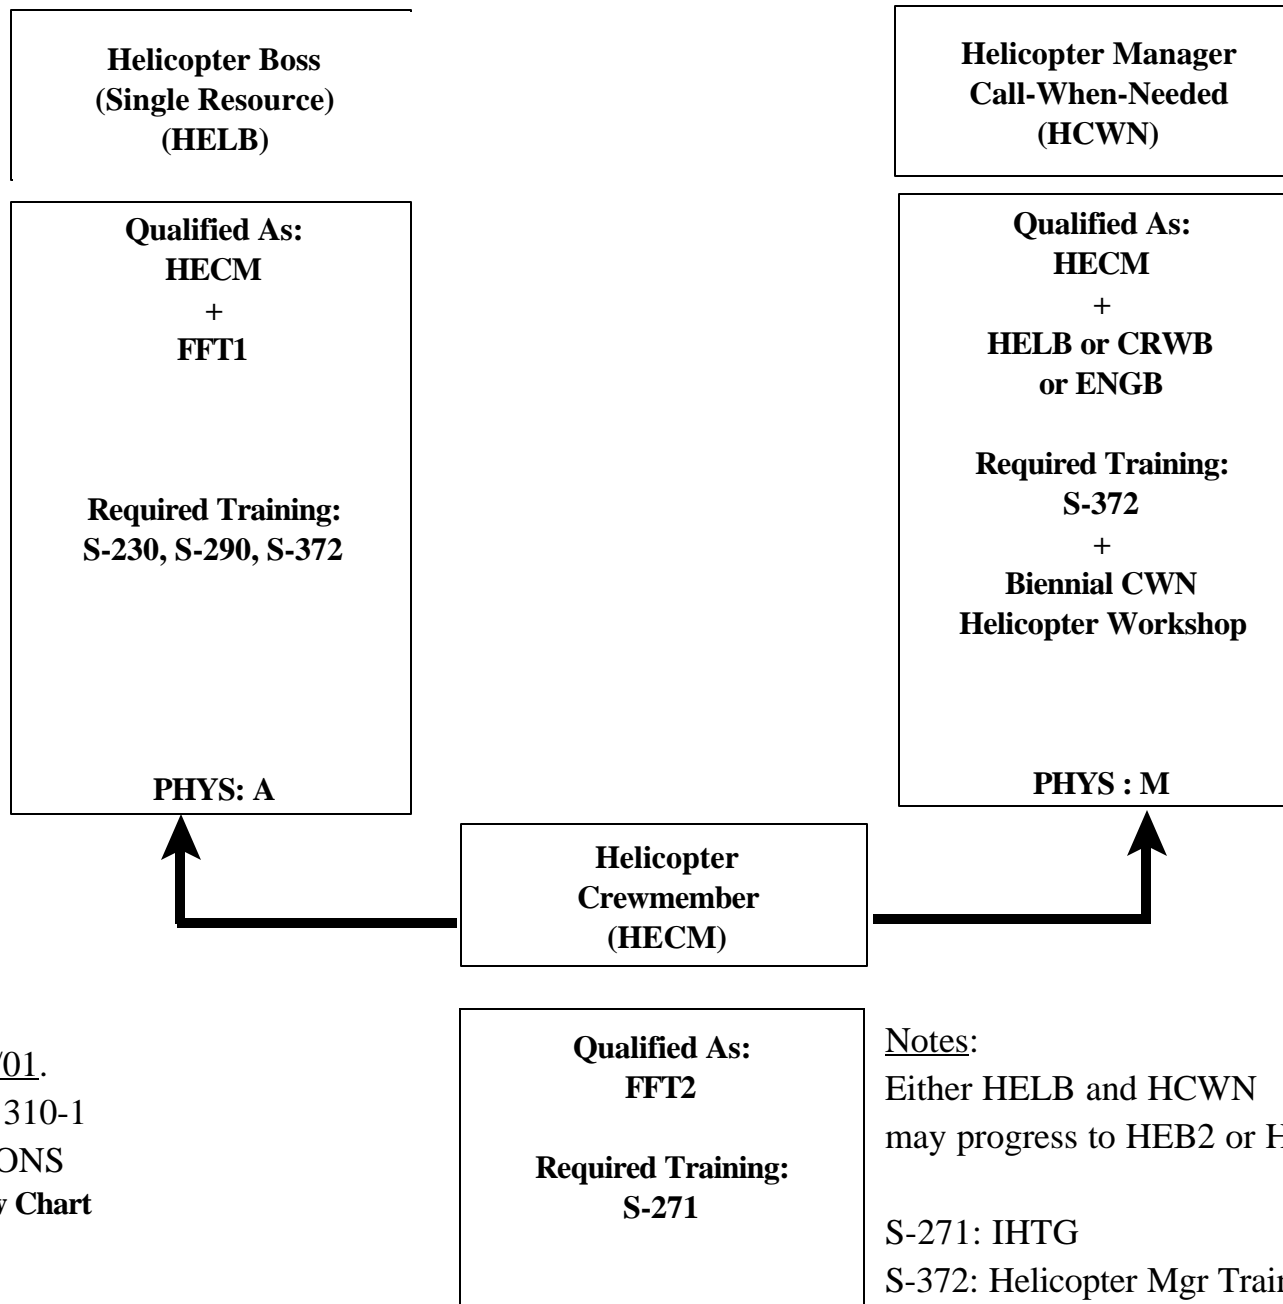 Helicopter Boss
(Single Resource)
(HELB)
Helicopter Manager
Call-When-Needed
(HCWN)
Qualified As:
HECM
+
FFT1
Required Training:
S-230, S-290, S-372
PHYS: A
Qualified As:
HECM
+
HELB or CRWB
or ENGB
Required Training:
S-372
+
Biennial CWN
Helicopter Workshop
PHYS : M
Helicopter
Crewmember
(HECM)
Qualified As:
FFT2
Required Training:
S-271
/01.
310-1
ONS
Chart
Notes:
Either HELB and HCWN
may progress to HEB2 or
S-271: IHTG
S-372: Helicopter Mgr